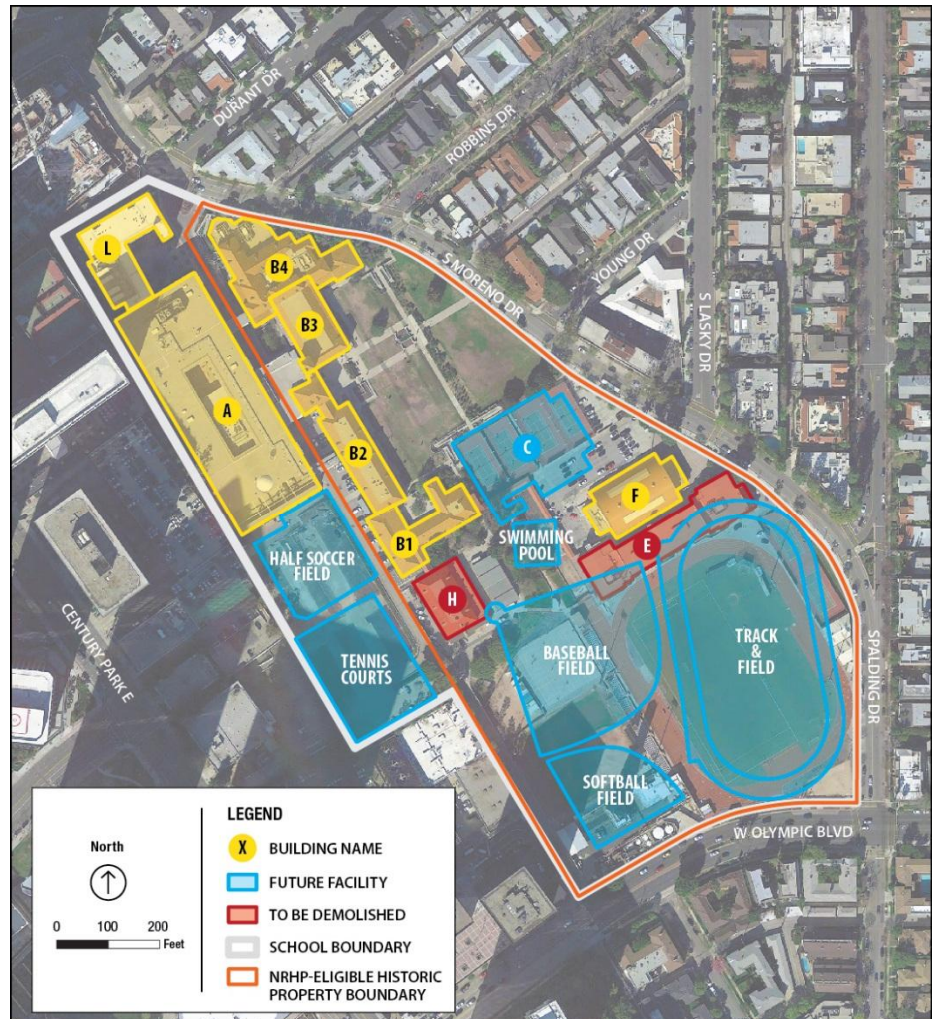 DURANT DR
ROBBINS DR
S MORENO DR
YOUNG DR
S LASKY DR
L
B4
B3
A
B2
C
F
B1
SWIMMING
POOL
E
HALF SOCCER
FIELD
H
TENNIS
COURTS
BASEBALL
FIELD
TRACK
&
FIELD
SOFTBALL
FIELD
CENTURY PARK E
SPALDING DR
W OLYMPIC BLVD
North
0 100 200
Feet
LEGEND
X BUILDING NAME
FUTURE FACILITY
TO BE DEMOLISHED
SCHOOL BOUNDARY
NRHP-ELIGIBLE HISTORIC
PROPERTY BOUNDARY